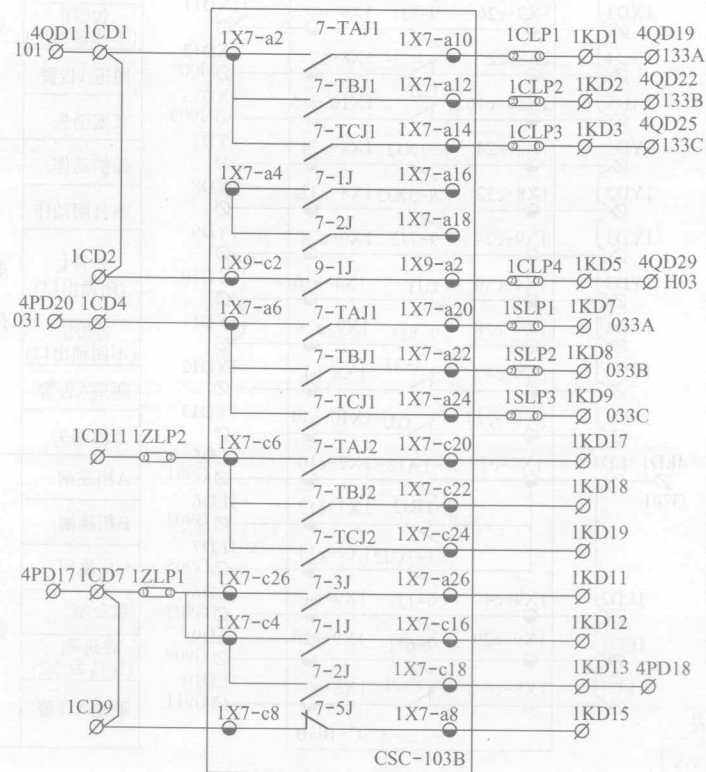 4QD1 1CD1 1X7-a2 7-TAJ1 1X7-a10 1CLP1 1KD1 4QD19
101 133A
7-TBJ1 1X7-a12 1CLP2 1KD2 4QD22
133B
7-TCJ1 1X7-a14 1CLP3 1KD3 4QD25
133C
1X7-a4 7-1J 1X7-a16
7-2J 1X7-a18
1CD2 1X9-c2 9-1J 1X9-a2 1CLP4 1KD5 4QD29
H03
4PD20 1CD4 1X7-a6 7-TAJ1 1X7-a20 1SLP1 1KD7
031 033A
7-TBJ1 1X7-a22 1SLP2 1KD8
033B
7-TCJ1 1X7-a24 1SLP3 1KD9
033C
1CD11 1ZLP2 1X7-c6 7-TAJ2 1X7-c20 1KD17
7-TBJ2 1X7-c22 1KD18
7-TCJ2 1X7-c24 1KD19
4PD17 1CD7 1ZLP1 1X7-c26 7-3J 1X7-a26 1KD11
1X7-c4 7-1J 1X7-c16 1KD12
7-2J 1X7-c18 1KD13 4PD18
1CD9 1X7-c8 7-5J 1X7-a8 1KD15
CSC-103B